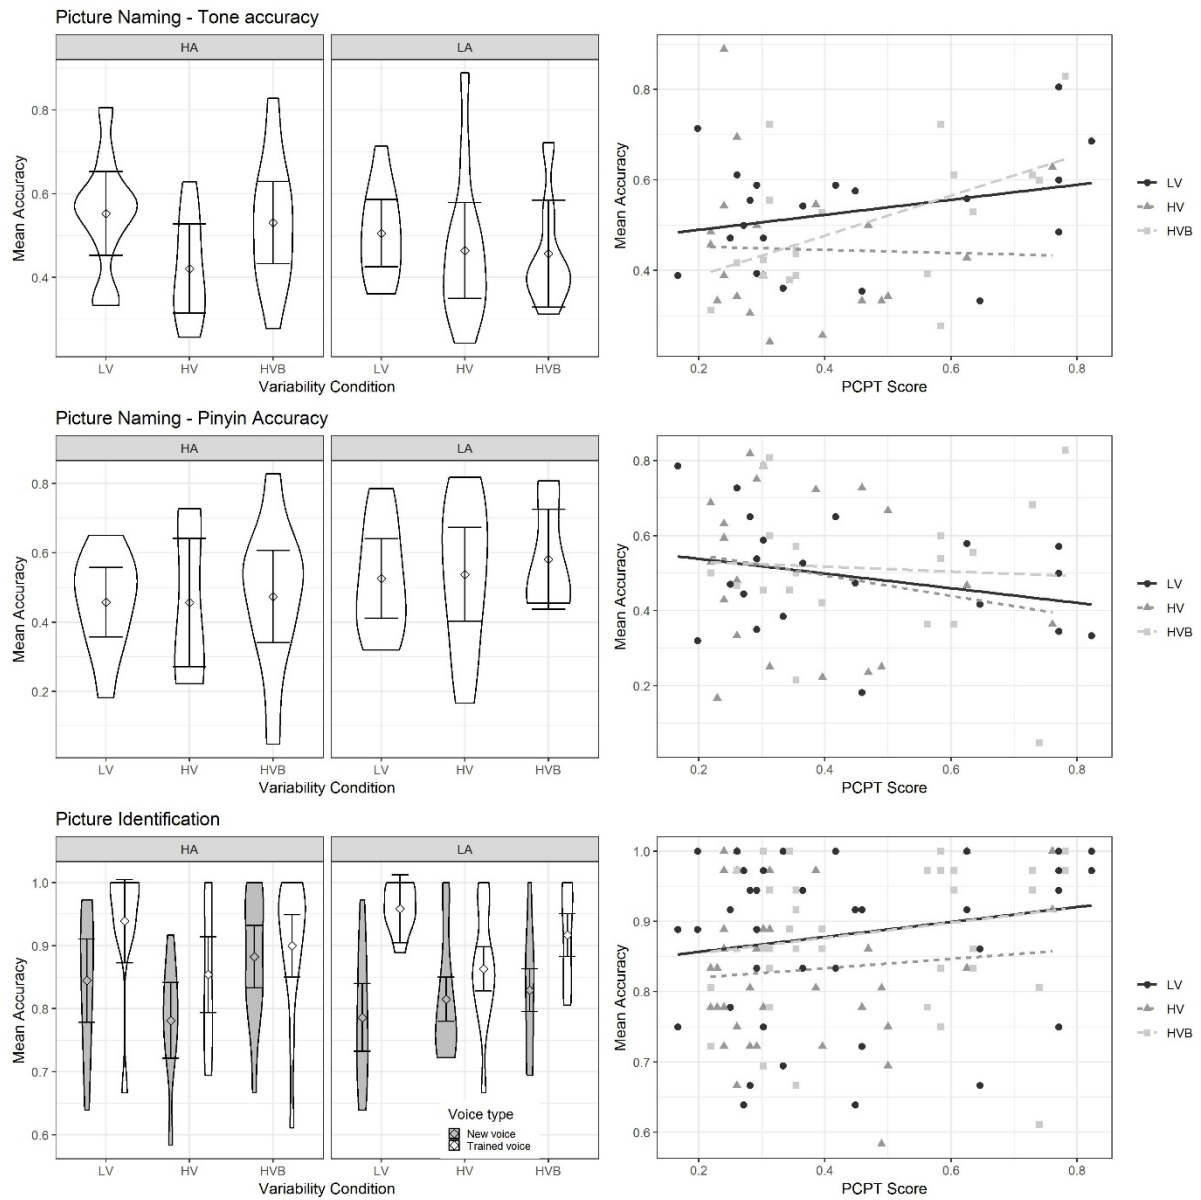 Picture Naming - Tone accuracy
HA
LA
Mean Accuracy
0.8
0.6
0.4
LV
HV
HVB
LV
HV
HVB
Variability Condition
Mean Accuracy
0.8
0.6
0.4
0.2
0.4
0.6
0.8
PCPT Score
LV
HV
HVB
Picture Naming - Pinyin Accuracy
HA
LA
Mean Accuracy
0.8
0.6
0.4
0.2
LV
HV
HVB
LV
HV
HVB
Variability Condition
Mean Accuracy
0.8
0.6
0.4
0.2
0.2
0.4
0.6
0.8
PCPT Score
LV
HV
HVB
Picture Identification
HA
LA
Mean Accuracy
1.0
0.9
0.8
0.7
0.6
Voice type
New voice
Trained voice
LV
HV
HVB
LV
HV
HVB
Variability Condition
Mean Accuracy
1.0
0.9
0.8
0.7
0.6
0.2
0.4
0.6
0.8
PCPT Score
LV
HV
HVB